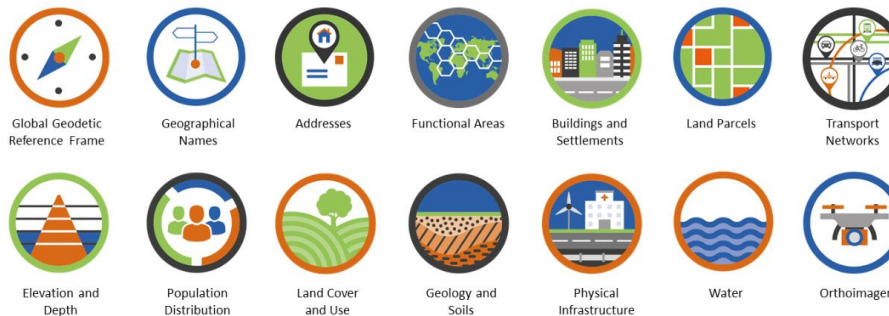 Global Geodetic
Reference Frame
Geographical
Names
Addresses
Functional Areas
Buildings and
Settlements
Land Parcels
Transport
Networks
Elevation and
Depth
Population
Distribution
Land Cover
and Use
Geology and
Soils
Physical
Infrastructure
Water
Orthoimager